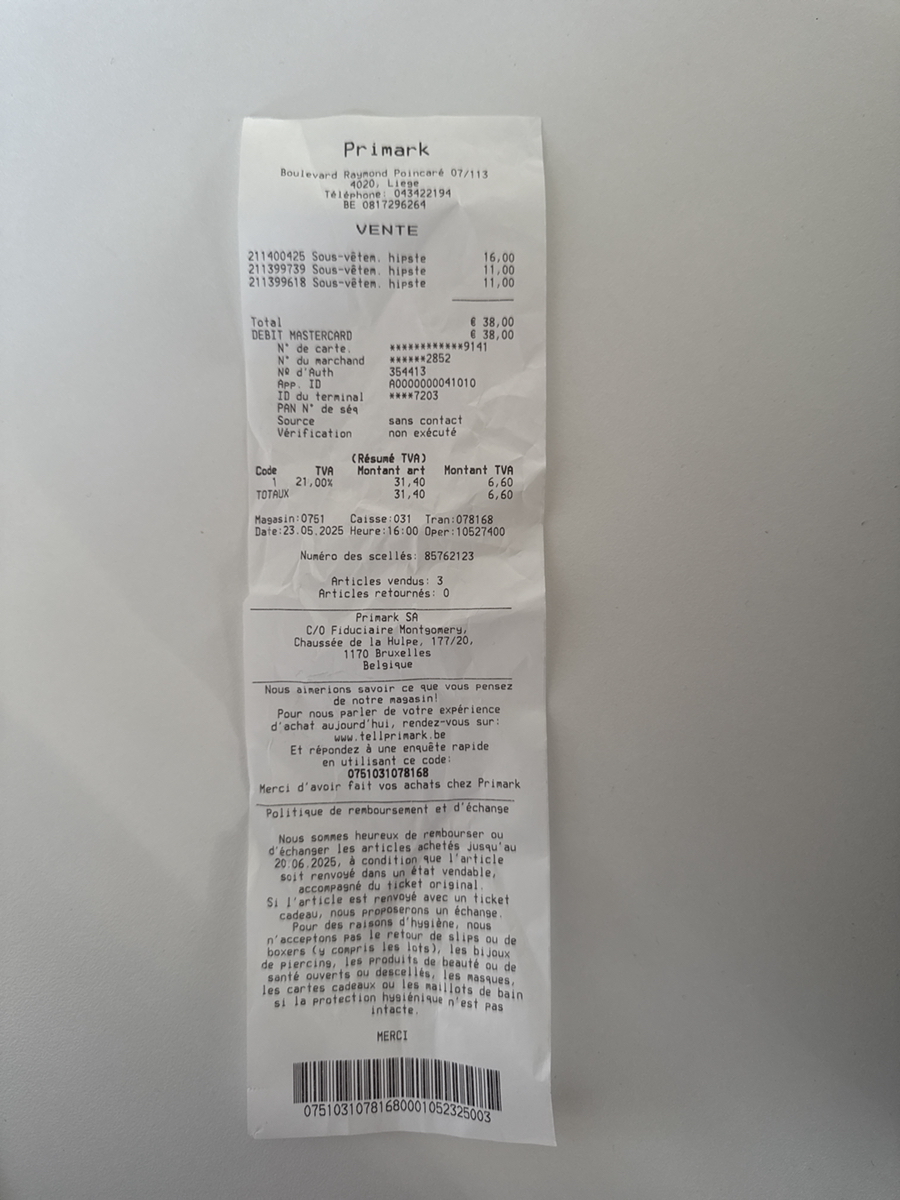 Primark
Boulevard Raymond Poincaré 07/113
4020, Liege
Téléphone: 043422194
BE 0817296264
VENTE
211400425 Sous-vêtem. hipste 16,00
211399739 Sous-vêtem. hipste 11,00
211399618 Sous-vêtem. hipste 11,00
Total € 38,00
DEBIT MASTERCARD € 38,00
N° de carte. ************9141
N° du marchand ******2852
Nº d'Auth 354413
App. ID A0000000041010
ID du terminal ****7203
PAN N° de séq
Source sans contact
Vérification non exécuté
(Résumé TVA)
Code TVA Montant art Montant TVA
1 21,00% 31,40 6,60
TOTAUX 31,40 6,60
Magasin:0751 Caisse:031 Tran:078168
Date:23.05.2025 Heure:16:00 Oper:10527400
Numéro des scellés: 85762123
Articles vendus: 3
Articles retournés: 0
Primark SA
C/O Fiduciaire Montgomery,
Chaussée de la Hulpe, 177/20,
1170 Bruxelles
Belgique
Nous aimerions savoir ce que vous pensez
de notre magasin!
Pour nous parler de votre expérience
d'achat aujourd'hui, rendez-vous sur:
www.tellprimark.be
Et répondez à une enquête rapide
en utilisant ce code:
0751031078168
Merci d'avoir fait vos achats chez Primark
Politique de remboursement et d'échange
Nous sommes heureux de rembourser ou
d'échanger les articles achetés jusqu'au
20.06.2025, à condition que l'article
soit renvoyé dans un état vendable,
accompagné du ticket original.
Si l'article est renvoyé avec un ticket
cadeau, nous proposerons un échange.
Pour des raisons d'hygiène, nous
n'acceptons pas le retour de slips ou de
boxers (y compris les lots), les bijoux
de piercing, les produits de beauté ou de
santé ouverts ou descellés, les masques,
les cartes cadeaux ou les maillots de bain
si la protection hygiénique n'est pas
intacte.
MERCI
07510310781680001052325003